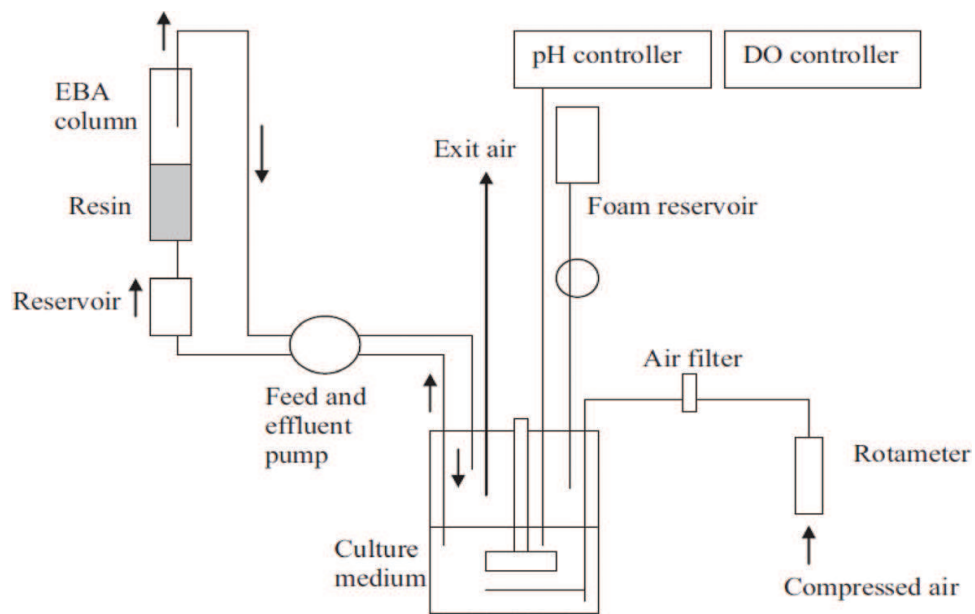 pH controller
DO controller
EBA
column
Exit air
Resin
Foam reservoir
Reservoir
Air filter
Feed and
effluent
pump
Rotameter
Culture
medium
Compressed air